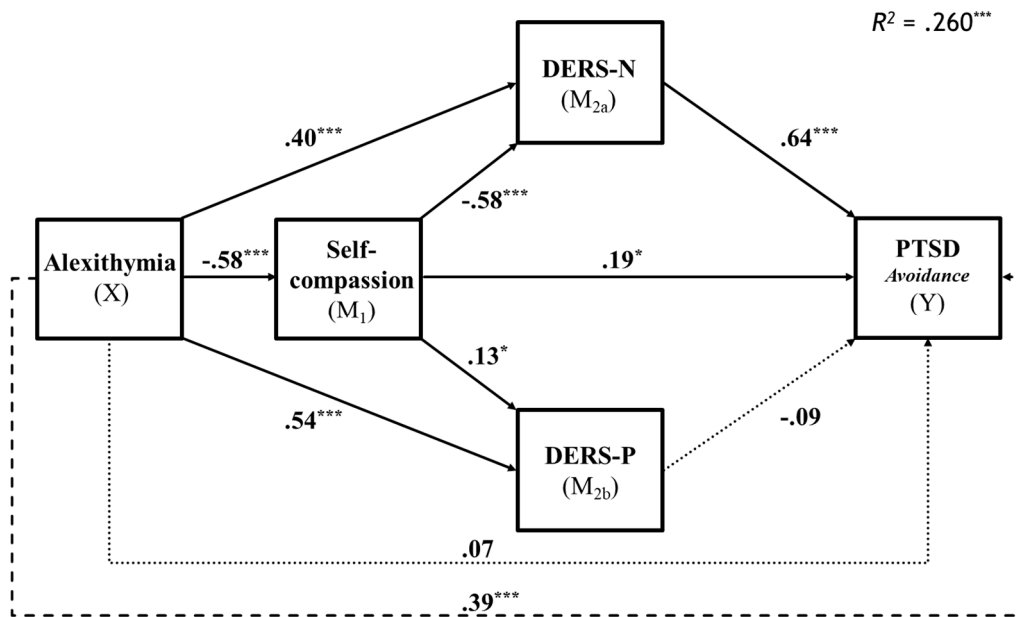 R² = .260***
DERS-N
(M₂ₐ)
.40***
.64***
-.58***
Alexithymia
(X)
-.58***
Self-
compassion
(M₁)
.19*
PTSD
Avoidance
(Y)
.13*
.54***
DERS-P
(M₂b)
-.09
.07
.39***